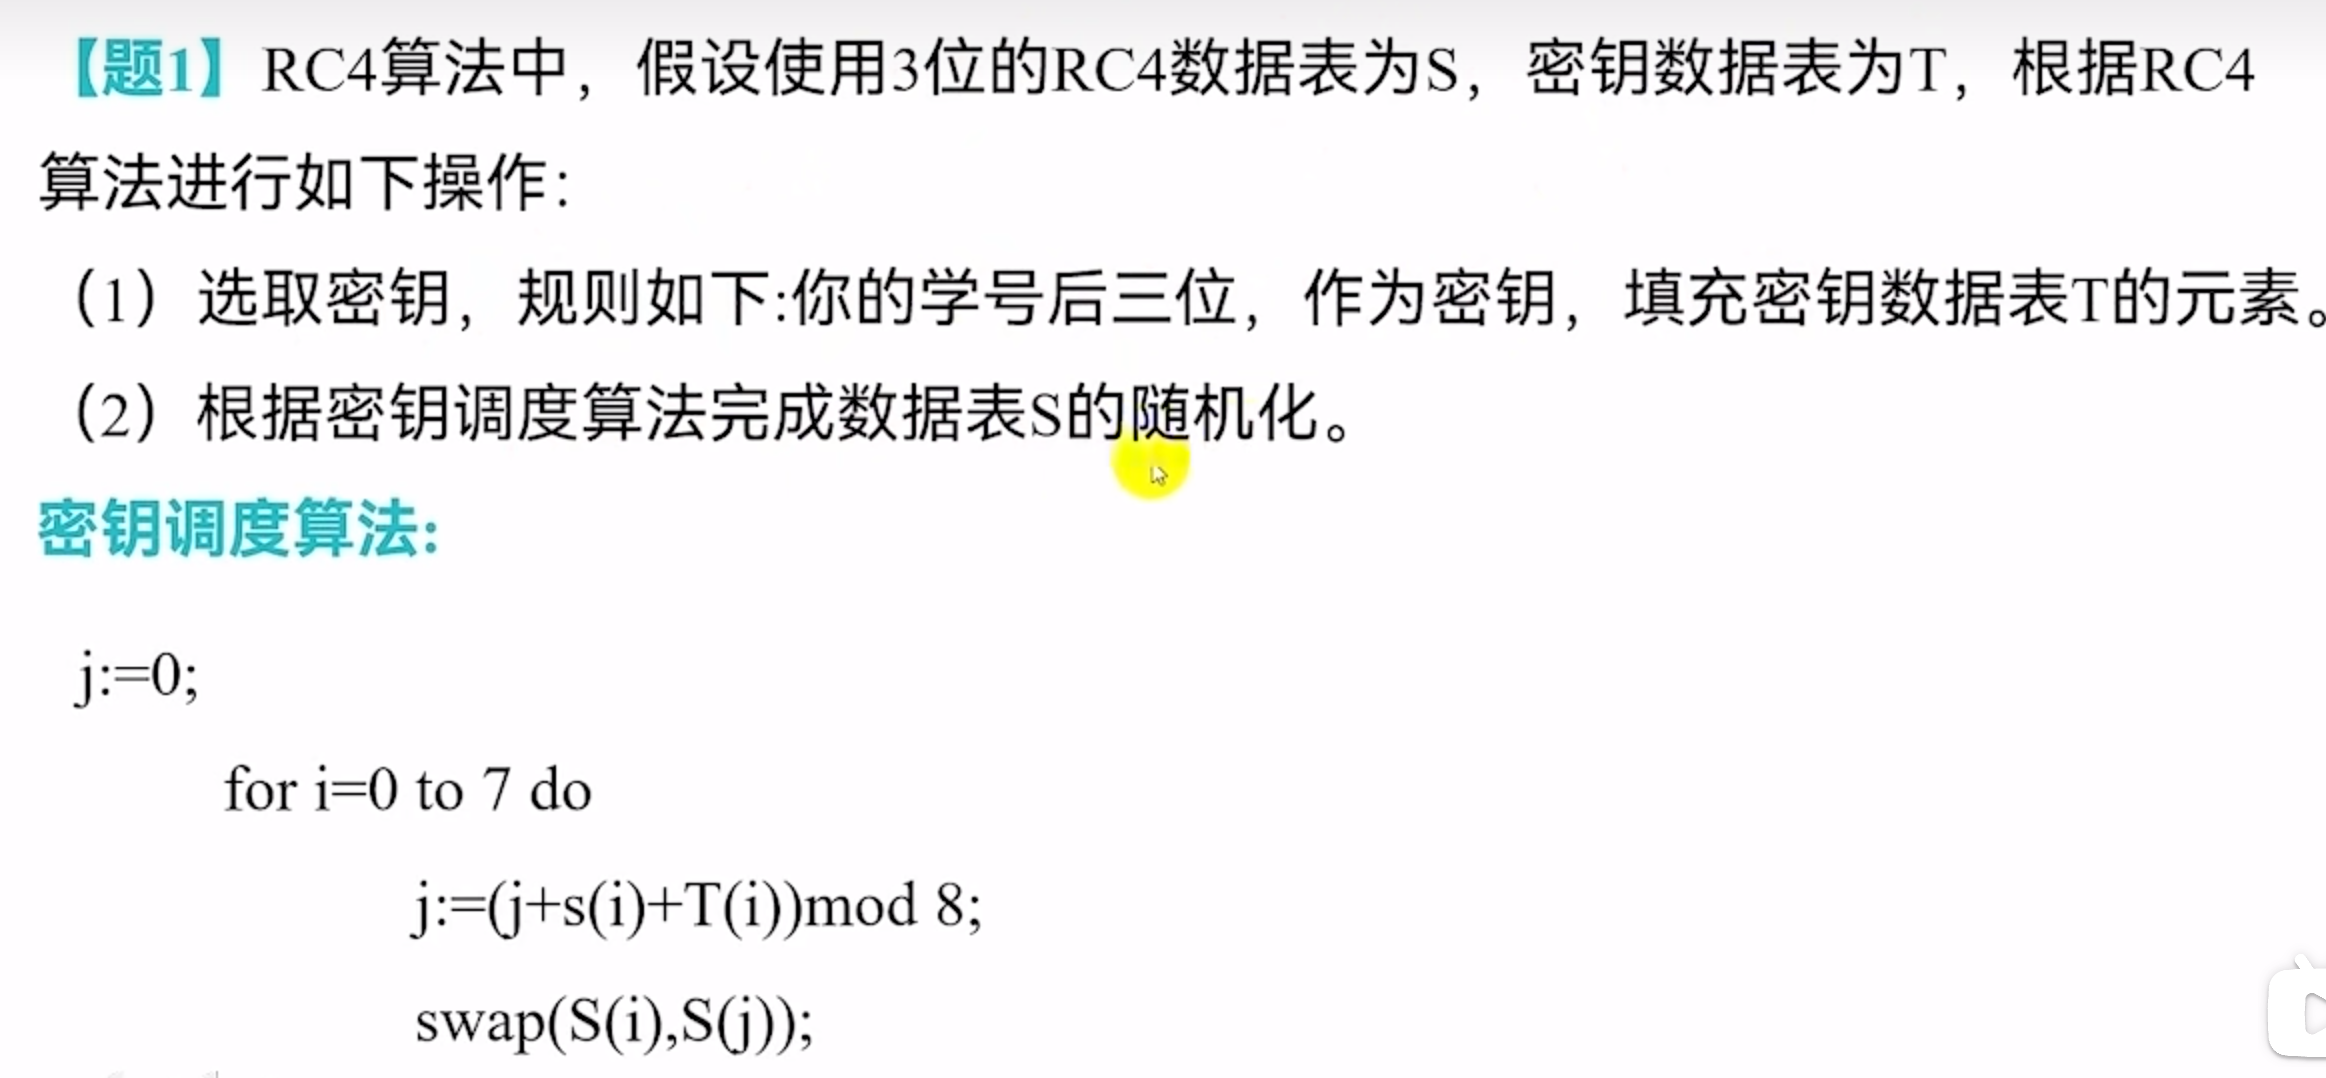 【题1】RC4算法中，假设使用3位的RC4数据表为S，密钥数据表为T，根据RC4
算法进行如下操作：
（1）选取密钥，规则如下:你的学号后三位，作为密钥，填充密钥数据表T的元素。
（2）根据密钥调度算法完成数据表S的随机化。
密钥调度算法:
j:=0;
for i=0 to 7 do
j:=(j+s(i)+T(i))mod 8;
swap(S(i),S(j));